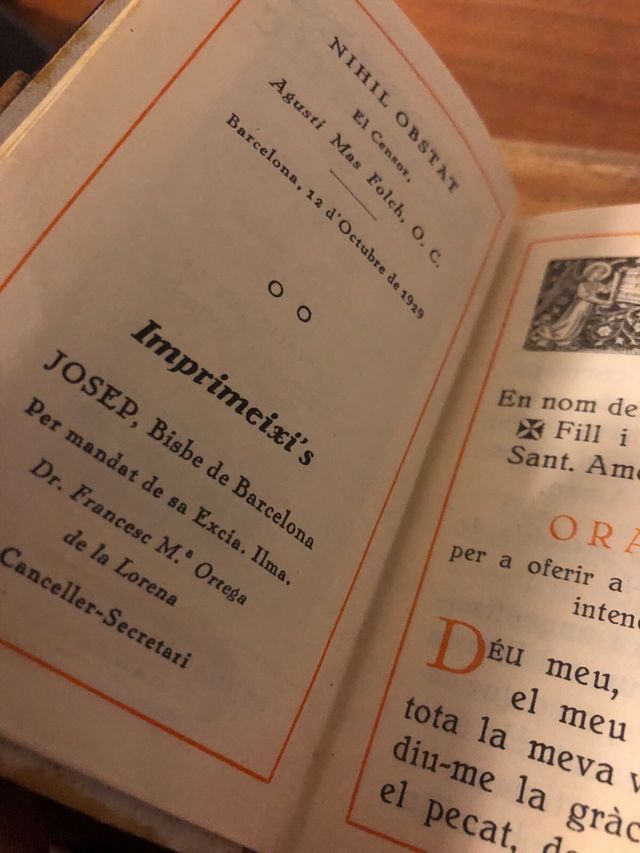 NIHIL OBSTAT
El Censor.
Agustí Mas Folch, O. C.
Barcelona, 12 d'Octubre de 1929
Imprimeixi's
JOSEP, Bisbe de Barcelona
Per mandat de sa Excia. Ilma.
Dr. Francesc M.ª Ortega
de la Lorena
Canceller-Secretari
En nom de
✠ Fill i
Sant. Am
ORA
per a oferir a
inten
DÉU meu,
el meu
tota la meva v
diu-me la gràc
el pecat, de